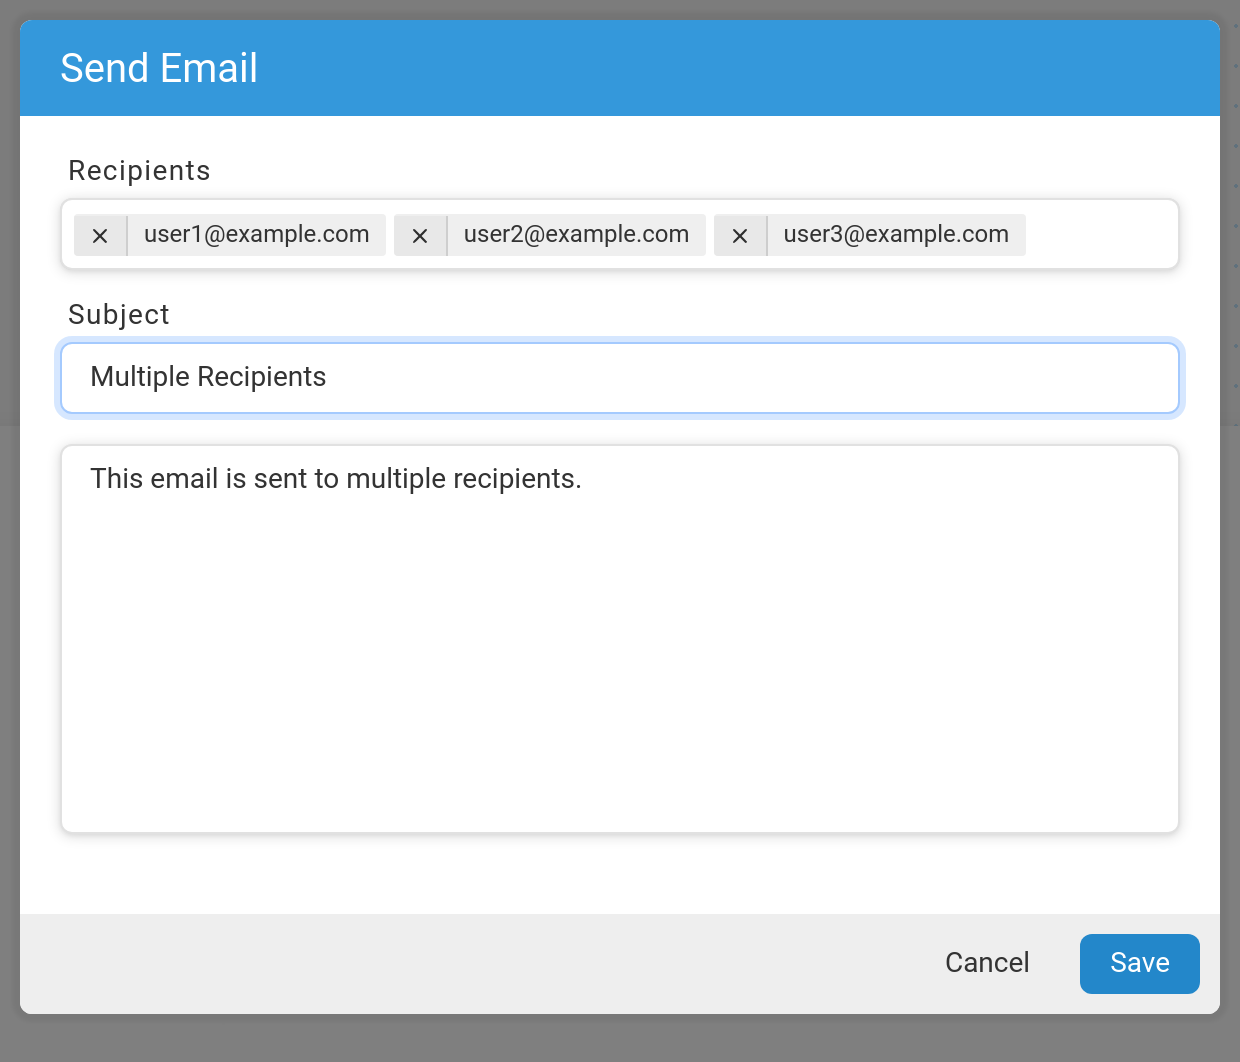 Send Email
Recipients
user1@example.com user2@example.com user3@example.com
Subject
Multiple Recipients
This email is sent to multiple recipients.
Cancel Save